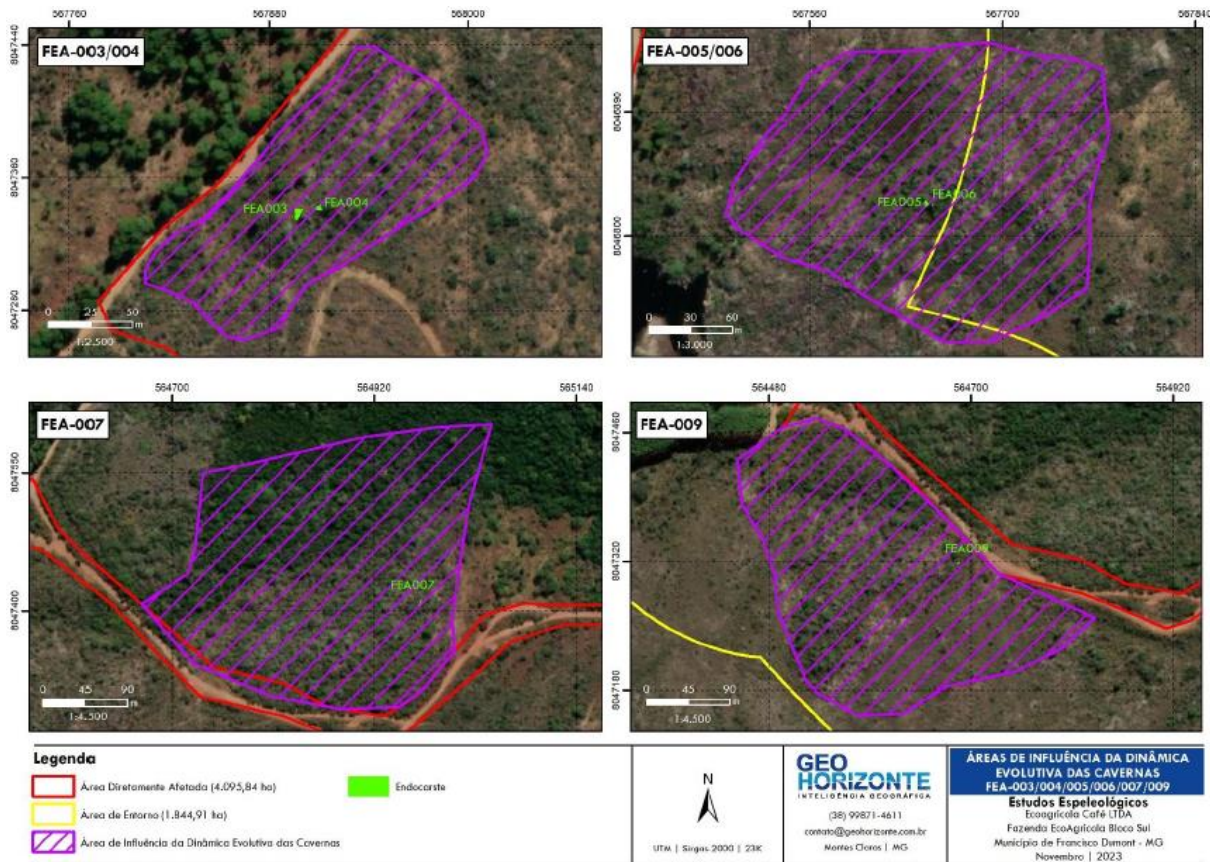 567760 567880 568000
FEA-003/004
8047440
8047360
8047280
FEA003
FEA004
0 25 50
m
1:2.500
567560 567700 567840
FEA-005/006
8046890
8046800
FEA005
FEA006
0 30 60
m
1:3.000
564700 564920 565140
FEA-007
8047550
8047400
FEA007
0 45 90
m
1:4.500
564480 564700 564920
FEA-009
8047460
8047320
8047180
FEA009
0 45 90
m
1:4.500
Legenda
Área Diretamente Afetada (4.095,84 ha)
Endocarste
Área de Entorno (1.844,91 ha)
Área de Influência da Dinâmica Evolutiva das Cavernas
N
UTM | Sirgas 2000 | 23K
GEO
HORIZONTE
INTELIGÊNCIA GEOGRÁFICA
(38) 99871-4611
contato@geohorizonte.com.br
Montes Claros | MG
ÁREAS DE INFLUÊNCIA DA DINÂMICA
EVOLUTIVA DAS CAVERNAS
FEA-003/004/005/006/007/009
Estudos Espeleológicos
Ecoagrícola Café LTDA
Fazenda EcoAgrícola Bloco Sul
Município de Francisco Dumont - MG
Novembro | 2023